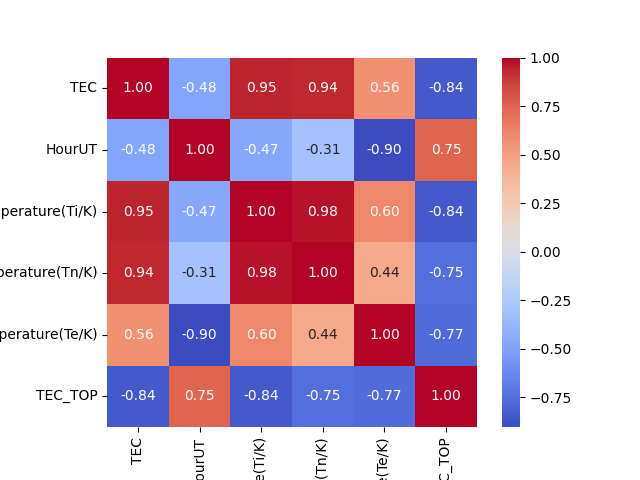 TEC 1.00 -0.48 0.95 0.94 0.56 -0.84
HourUT -0.48 1.00 -0.47 -0.31 -0.90 0.75
perature(Ti/K) 0.95 -0.47 1.00 0.98 0.60 -0.84
perature(Tn/K) 0.94 -0.31 0.98 1.00 0.44 -0.75
perature(Te/K) 0.56 -0.90 0.60 0.44 1.00 -0.77
TEC_TOP -0.84 0.75 -0.84 -0.75 -0.77 1.00
TEC
ourUT
e(Ti/K)
(Tn/K)
e(Te/K)
C_TOP
1.00
0.75
0.50
0.25
0.00
−0.25
−0.50
−0.75